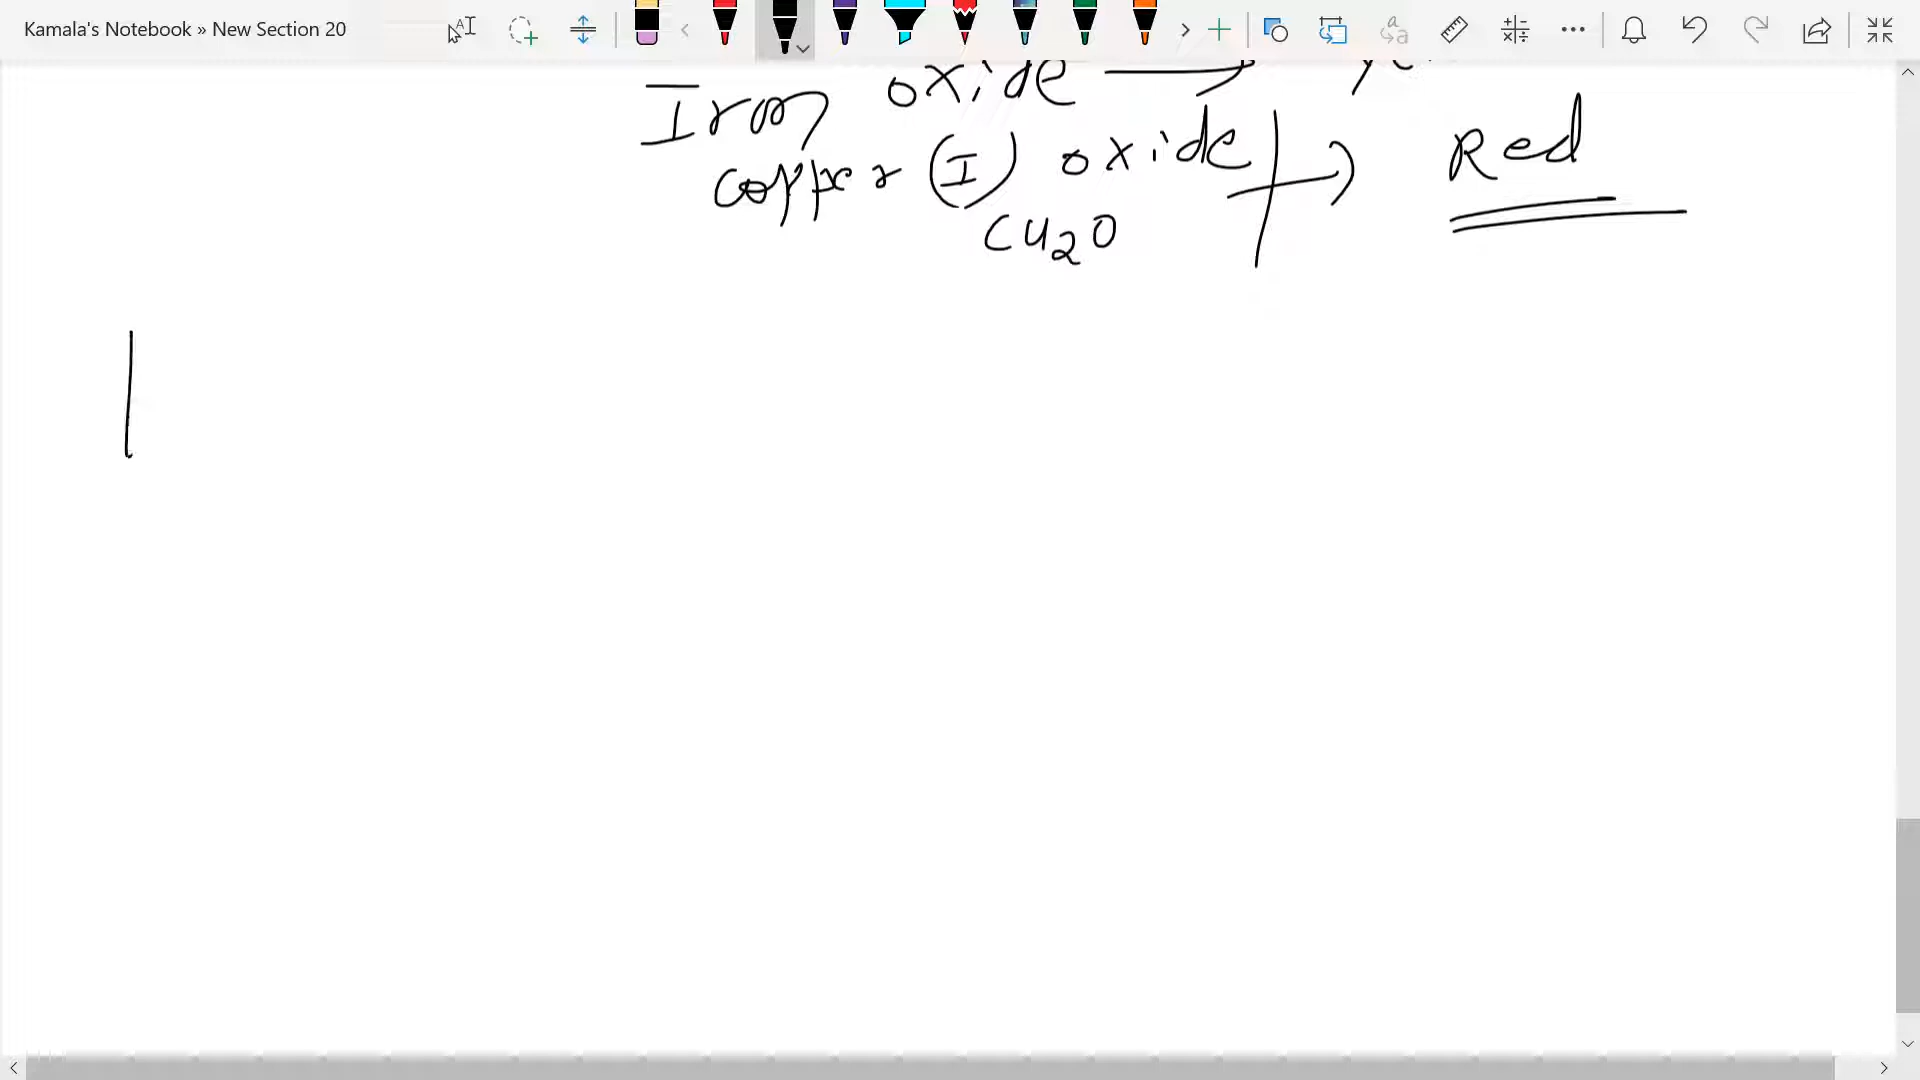 Kamala's Notebook » New Section 20
Iron oxide →
copper (I) oxide → Red
Cu₂O